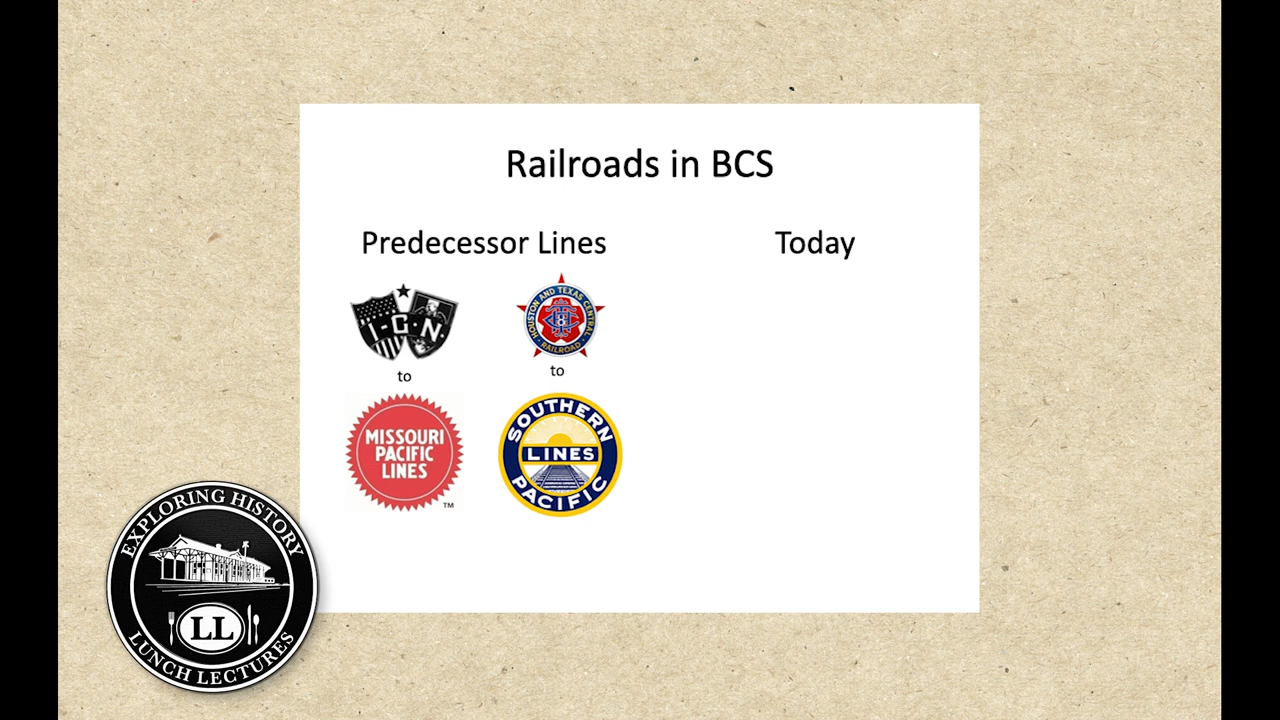 Railroads in BCS
Predecessor Lines
Today
I-G-N.
HOUSTON AND TEXAS CENTRAL
RAILROAD
to
to
MISSOURI
PACIFIC
LINES
TM
SOUTHERN
LINES
PACIFIC
EXPLORING HISTORY
LL
LUNCH LECTURES